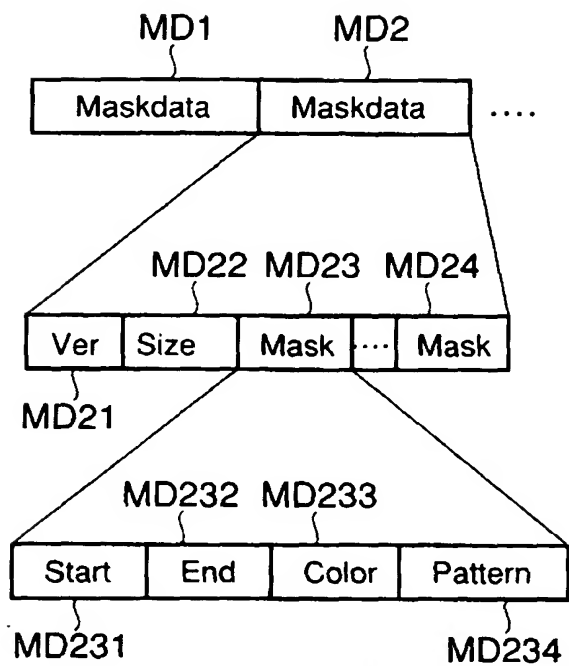 MD1 MD2
Maskdata Maskdata ....
MD22 MD23 MD24
Ver Size Mask .... Mask
MD21
MD232 MD233
Start End Color Pattern
MD231 MD234